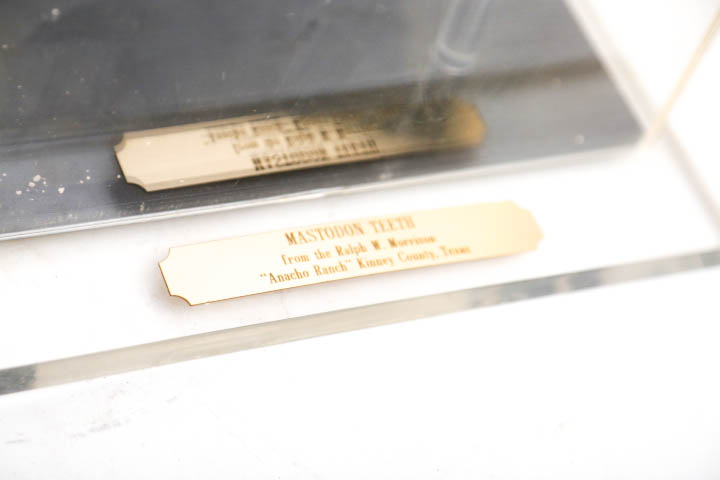 MASTODON TEETH
from the Ralph W. Morrison
"Anacho Ranch" Kinney County, Texas